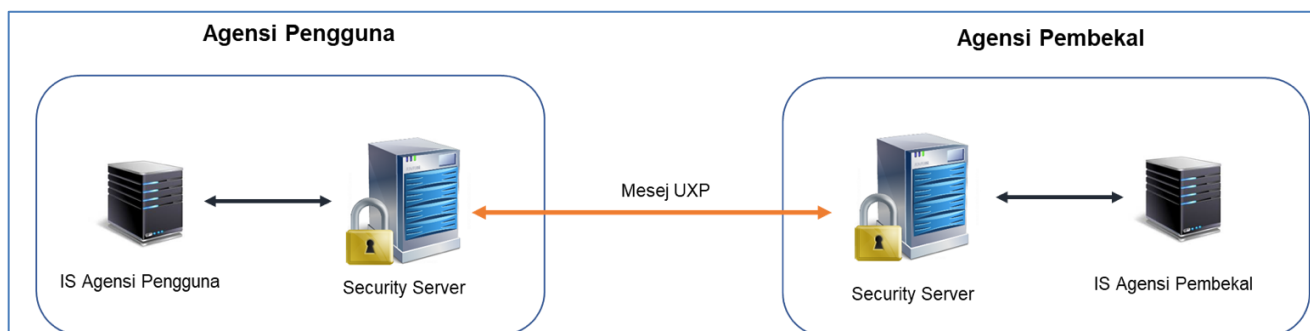 Agensi Pengguna
Agensi Pembekal
Mesej UXP
IS Agensi Pengguna
Security Server
Security Server
IS Agensi Pembekal